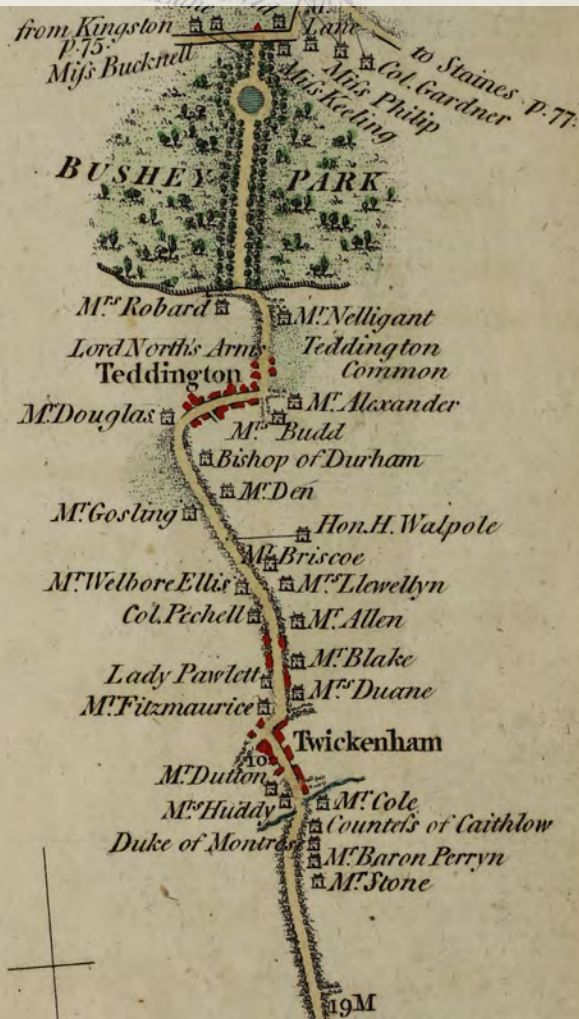 from Kingston
p.75.
Lane
to Staines p.77.
Miſs Bucknell
Col. Gardner
Miſs Philip
Miſs Keeling
BUSHEY PARK
Mrs Robard
Mr Nelligant
Lord North's Arms
Teddington
Common
Teddington
Mr Douglas
Mr Alexander
Mrs Budd
Bishop of Durham
Mr Den
Mr Gosling
Hon. H. Walpole
Mr Briscoe
Mr Welbore Ellis
Mrs Llewellyn
Col. Pechell
Mr Allen
Mr Blake
Lady Pawlett
Mrs Duane
Mr Fitzmaurice
Twickenham
10
Mr Dutton
Mrs Huddy
Mr Cole
Counteſs of Caithlow
Duke of Montrose
Mr Baron Perryn
Mr Stone
19M